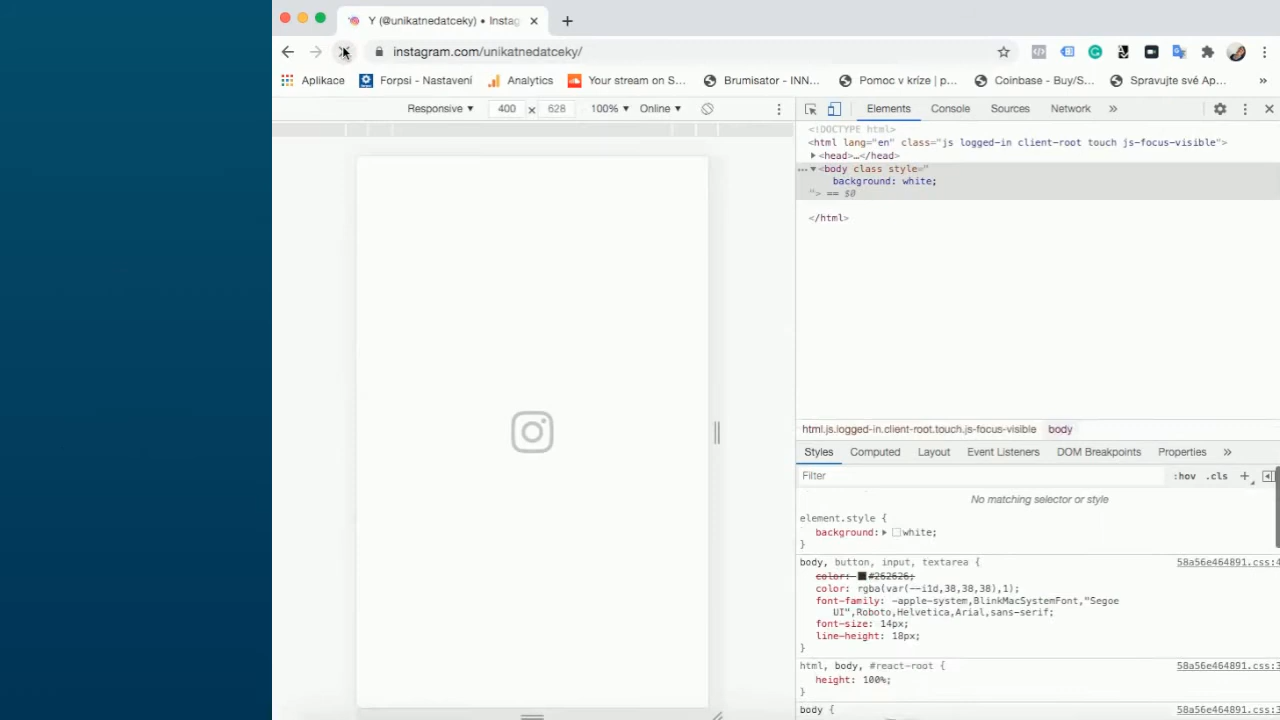 Y (@unikatnedatceky) • Instag
instagram.com/unikatnedatceky/
Aplikace
Forpsi - Nastavení
Analytics
Your stream on S...
Brumisator - INN...
Pomoc v kríze | p...
Coinbase - Buy/S...
Spravujte své Ap...
»
Responsive ▾ 400 × 628 100% ▾ Online ▾
Elements Console Sources Network »
<!DOCTYPE html>
<html lang="en" class="js logged-in client-root touch js-focus-visible">
▸<head>…</head>
… ▾<body class style="
background: white;
"> == $0
</html>
html.js.logged-in.client-root.touch.js-focus-visible body
Styles Computed Layout Event Listeners DOM Breakpoints Properties »
Filter :hov .cls +
No matching selector or style
element.style {
background: ▸ white;
}
body, button, input, textarea { 58a56e464891.css:4
color: #262626;
color: rgba(var(--i1d,38,38,38),1);
font-family: -apple-system,BlinkMacSystemFont,"Segoe
UI",Roboto,Helvetica,Arial,sans-serif;
font-size: 14px;
line-height: 18px;
}
html, body, #react-root { 58a56e464891.css:3
height: 100%;
}
body { 58a56e464891.css:3